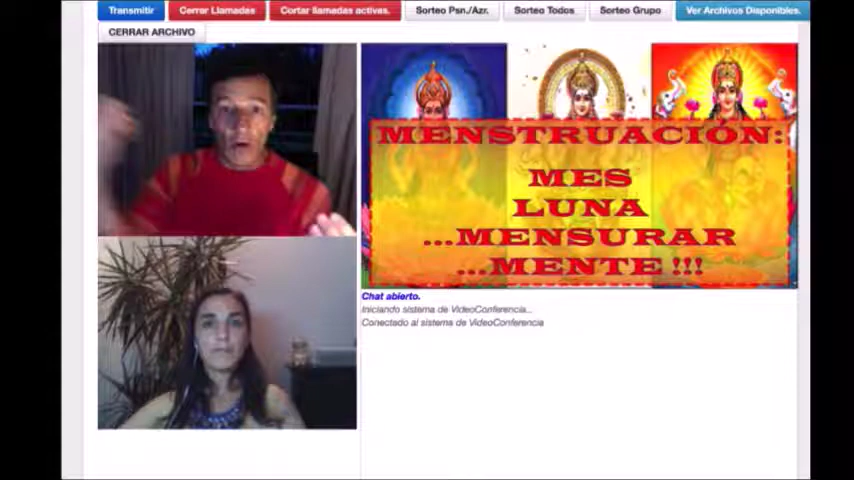 Transmitir Cerrar Llamadas Cortar llamadas activas. Sorteo Psn./Azr. Sorteo Todos Sorteo Grupo Ver Archivos Disponibles.
CERRAR ARCHIVO
MENSTRUACIÓN:
MES
LUNA
...MENSURAR
...MENTE!!!
Chat abierto.
Iniciando sistema de VideoConferencia...
Conectado al sistema de VideoConferencia